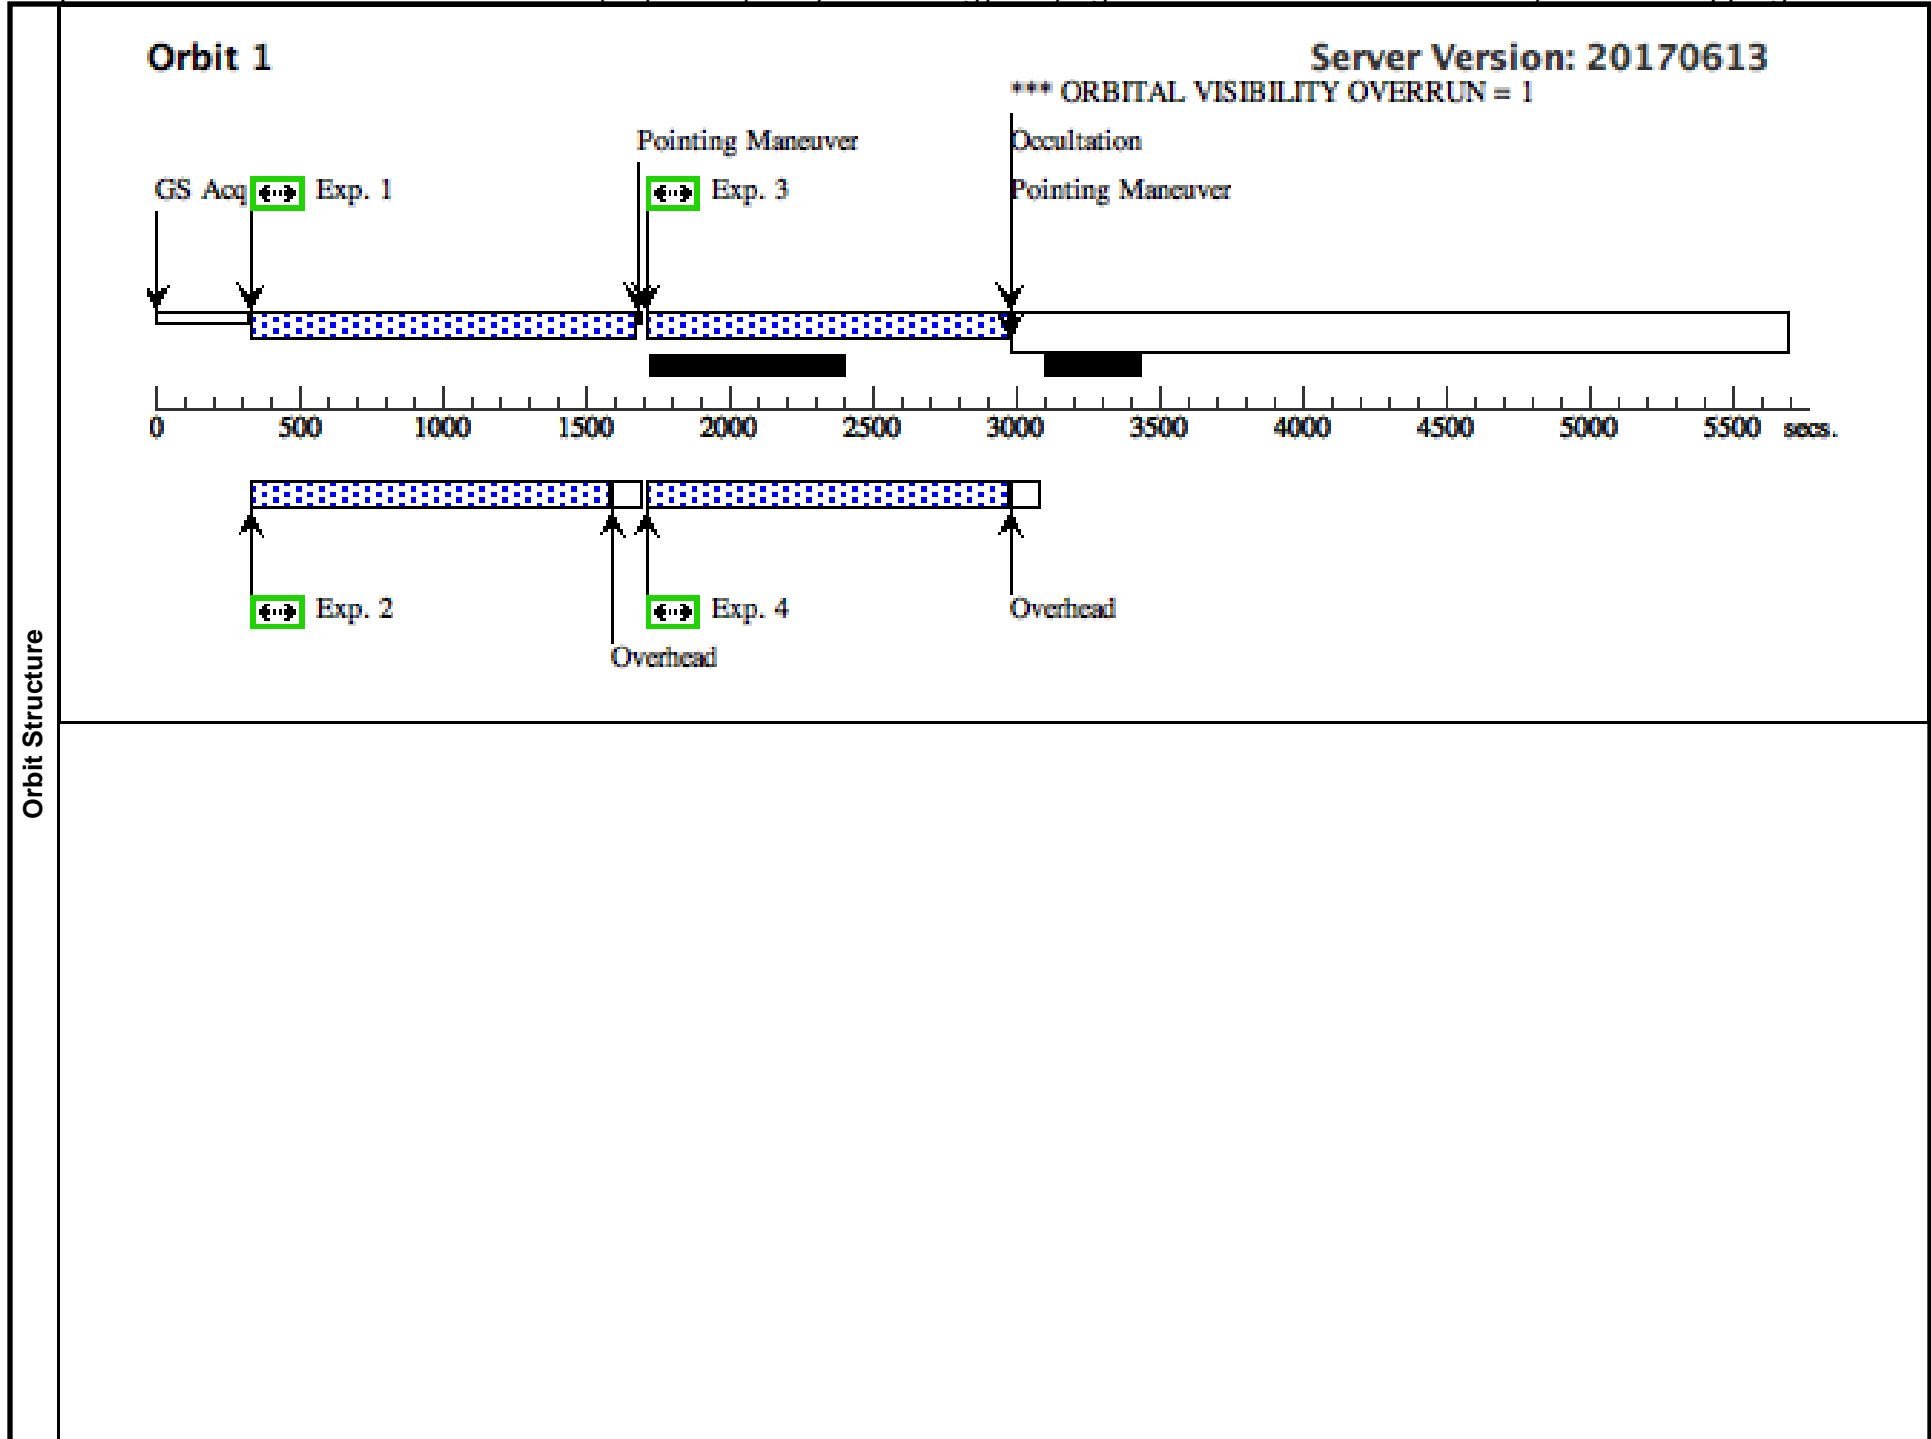 Orbit 1 Server Version: 20170613
*** ORBITAL VISIBILITY OVERRUN = 1
Pointing Maneuver Occultation
GS Acq Exp. 1 Exp. 3 Pointing Maneuver
0 500 1000 1500 2000 2500 3000 3500 4000 4500 5000 5500 secs.
Exp. 2 Exp. 4 Overhead
Overhead
Orbit Structure